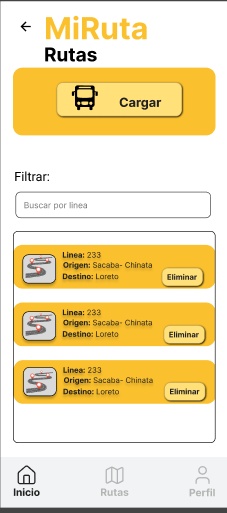 MiRuta
Rutas
Cargar
Filtrar:
Buscar por linea
Linea: 233
Origen: Sacaba- Chinata
Destino: Loreto
Eliminar
Linea: 233
Origen: Sacaba- Chinata
Destino: Loreto
Eliminar
Linea: 233
Origen: Sacaba- Chinata
Destino: Loreto
Eliminar
Inicio
Rutas
Perfil